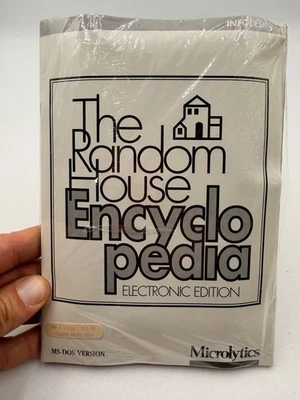 INFODESK
The
Random
House
Encyclo
pedia
ELECTRONIC EDITION
MS-DOS VERSION
Microlytics